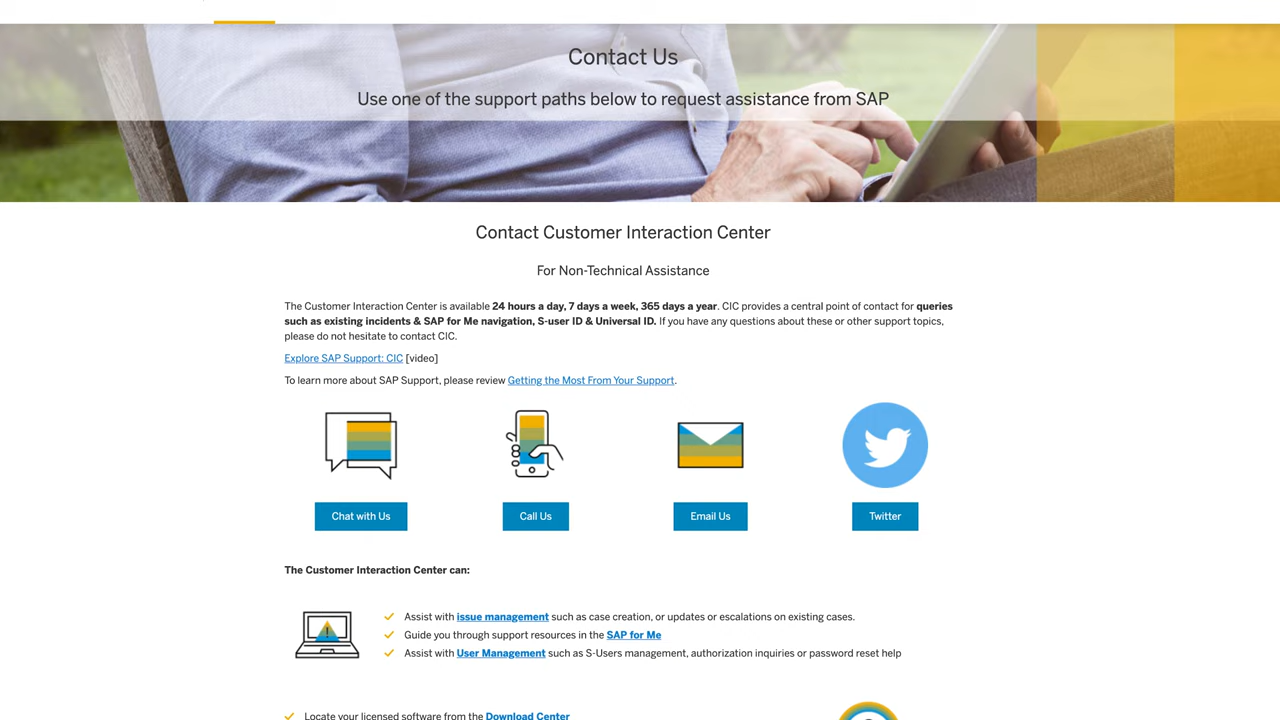 Contact Us
Use one of the support paths below to request assistance from SAP
Contact Customer Interaction Center
For Non-Technical Assistance
The Customer Interaction Center is available 24 hours a day, 7 days a week, 365 days a year. CIC provides a central point of contact for queries
such as existing incidents & SAP for Me navigation, S-user ID & Universal ID. If you have any questions about these or other support topics,
please do not hesitate to contact CIC.
Explore SAP Support: CIC [video]
To learn more about SAP Support, please review Getting the Most From Your Support.
Chat with Us
Call Us
Email Us
Twitter
The Customer Interaction Center can:
Assist with issue management such as case creation, or updates or escalations on existing cases.
Guide you through support resources in the SAP for Me
Assist with User Management such as S-Users management, authorization inquiries or password reset help
Locate your licensed software from the Download Center